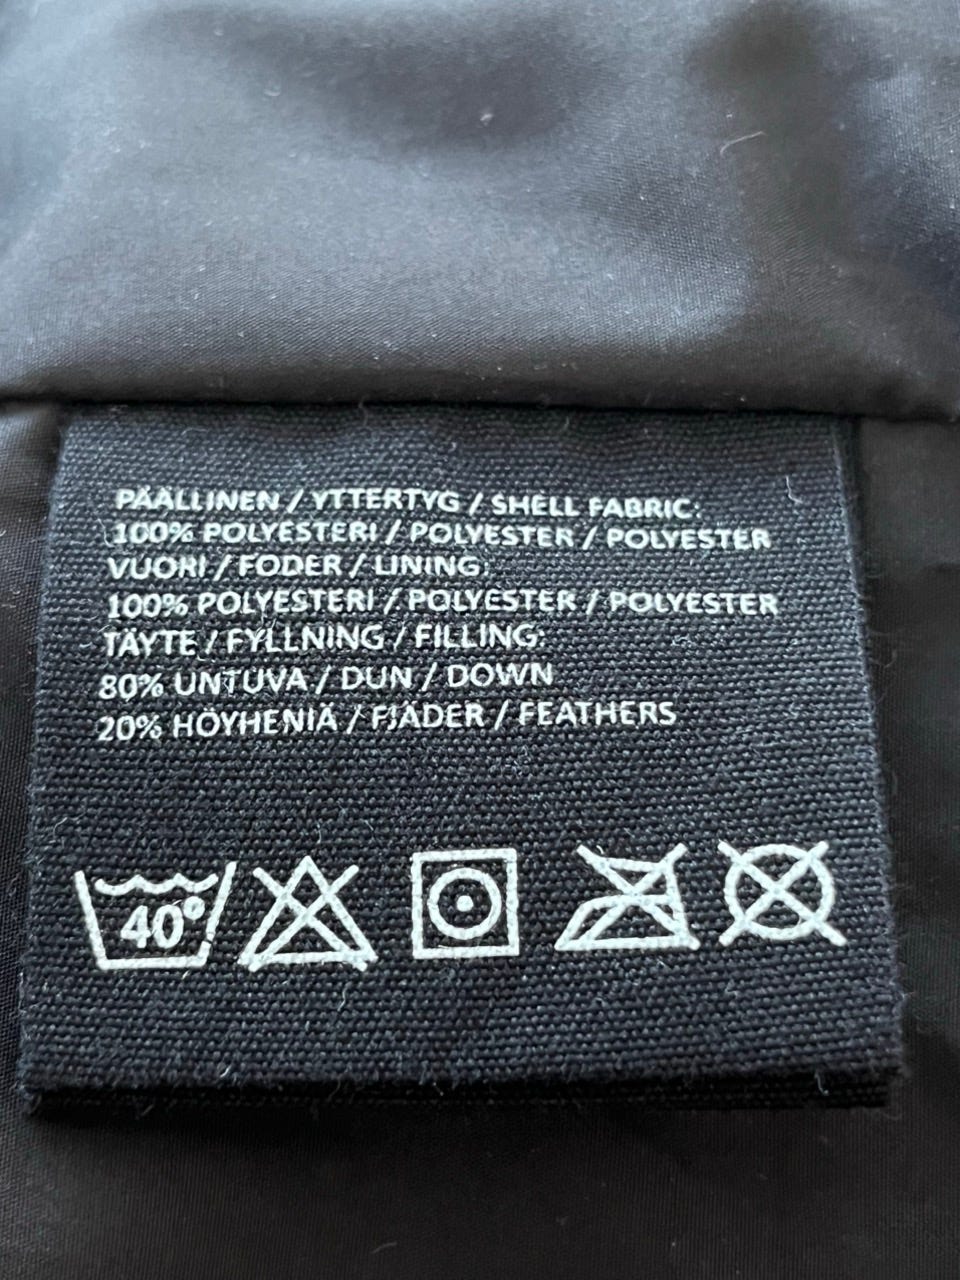 PÄÄLLINEN / YTTERTYG / SHELL FABRIC:
100% POLYESTERI / POLYESTER / POLYESTER
VUORI / FODER / LINING:
100% POLYESTERI / POLYESTER / POLYESTER
TÄYTE / FYLLNING / FILLING:
80% UNTUVA / DUN / DOWN
20% HÖYHENIÄ / FJÄDER / FEATHERS
40°